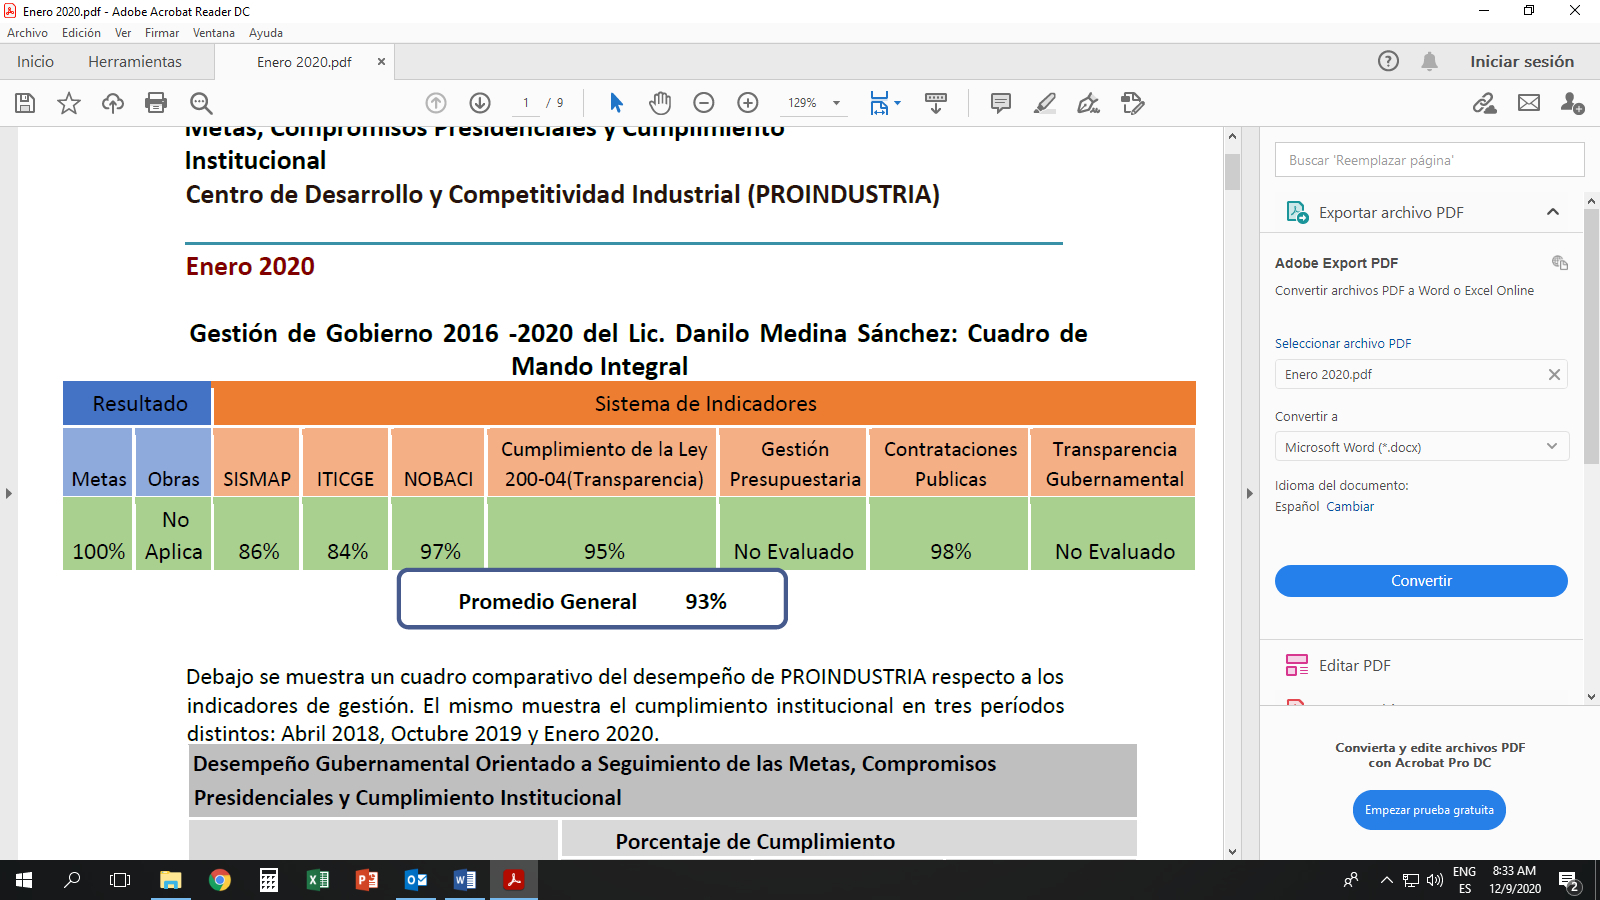 Enero 2020.pdf - Adobe Acrobat Reader DC
Archivo Edición Ver Firmar Ventana Ayuda
Inicio Herramientas Enero 2020.pdf Iniciar sesión
1 / 9 129%
Metas, Compromisos Presidenciales y Cumplimiento
Institucional
Centro de Desarrollo y Competitividad Industrial (PROINDUSTRIA)
Enero 2020
Gestión de Gobierno 2016 -2020 del Lic. Danilo Medina Sánchez: Cuadro de
Mando Integral
Resultado Sistema de Indicadores
Metas Obras SISMAP ITICGE NOBACI Cumplimiento de la Ley 200-04(Transparencia) Gestión Presupuestaria Contrataciones Publicas Transparencia Gubernamental
100% No Aplica 86% 84% 97% 95% No Evaluado 98% No Evaluado
Promedio General 93%
Debajo se muestra un cuadro comparativo del desempeño de PROINDUSTRIA respecto a los
indicadores de gestión. El mismo muestra el cumplimiento institucional en tres períodos
distintos: Abril 2018, Octubre 2019 y Enero 2020.
Desempeño Gubernamental Orientado a Seguimiento de las Metas, Compromisos
Presidenciales y Cumplimiento Institucional
Porcentaje de Cumplimiento
Buscar 'Reemplazar página'
Exportar archivo PDF
Adobe Export PDF
Convertir archivos PDF a Word o Excel Online
Seleccionar archivo PDF
Enero 2020.pdf
Convertir a
Microsoft Word (*.docx)
Idioma del documento:
Español Cambiar
Convertir
Editar PDF
Convierta y edite archivos PDF
con Acrobat Pro DC
Empezar prueba gratuita
ENG 8:33 AM
ES 12/9/2020 2